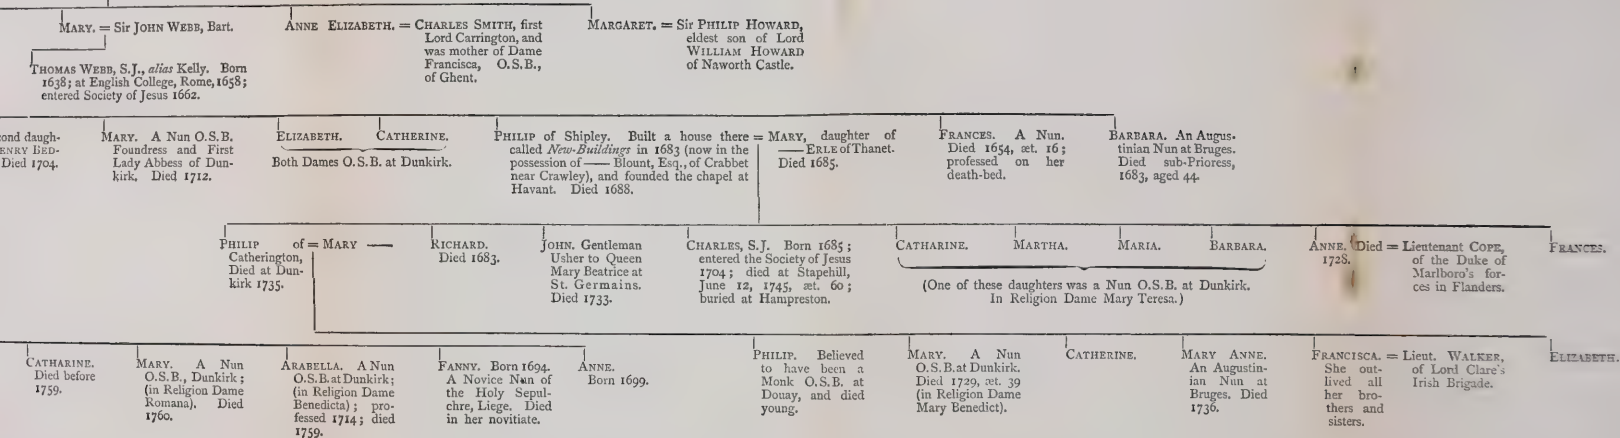 MARY. = Sir JOHN WEBB, Bart.
THOMAS WEBB, S.J., alias Kelly. Born
1638; at English College, Rome, 1658;
entered Society of Jesus 1662.
ANNE ELIZABETH. = CHARLES SMITH, first
Lord Carrington, and
was mother of Dame
Francisca, O.S.B.,
of Ghent.
MARGARET. = Sir PHILIP HOWARD,
eldest son of Lord
WILLIAM HOWARD
of Naworth Castle.
ond daugh-
ENRY BED-
Died 1704.
MARY. A Nun O.S.B.
Foundress and First
Lady Abbess of Dun-
kirk. Died 1712.
ELIZABETH. CATHERINE.
Both Dames O.S.B. at Dunkirk.
PHILIP of Shipley. Built a house there = MARY, daughter of
called New-Buildings in 1683 (now in the
possession of —— Blount, Esq., of Crabbet
near Crawley), and founded the chapel at
Havant. Died 1688.
—— ERLE of Thanet.
Died 1685.
FRANCES. A Nun.
Died 1654, æt. 16;
professed on her
death-bed.
BARBARA. An Augus-
tinian Nun at Bruges.
Died sub-Prioress,
1683, aged 44.
PHILIP of = MARY ——
Catherington,
Died at Dun-
kirk 1735.
RICHARD.
Died 1683.
JOHN. Gentleman
Usher to Queen
Mary Beatrice at
St. Germains.
Died 1733.
CHARLES, S.J. Born 1685;
entered the Society of Jesus
1704; died at Stapehill,
June 12, 1745, æt. 60;
buried at Hampreston.
CATHARINE. MARTHA. MARIA. BARBARA.
(One of these daughters was a Nun O.S.B. at Dunkirk.
In Religion Dame Mary Teresa.)
ANNE. Died = Lieutenant COPE,
1728.
of the Duke of
Marlboro's for-
ces in Flanders.
FRANCES.
CATHARINE.
Died before
1759.
MARY. A Nun
O.S.B., Dunkirk;
(in Religion Dame
Romana). Died
1760.
ARABELLA. A Nun
O.S.B. at Dunkirk;
(in Religion Dame
Benedicta); pro-
fessed 1714; died
1759.
FANNY. Born 1694.
A Novice Nun of
the Holy Sepul-
chre, Liege. Died
in her novitiate.
ANNE.
Born 1699.
PHILIP. Believed
to have been a
Monk O.S.B. at
Douay, and died
young.
MARY. A Nun
O.S.B. at Dunkirk.
Died 1729, æt. 39
(in Religion Dame
Mary Benedict).
CATHERINE.
MARY ANNE.
An Augustin-
ian Nun at
Bruges. Died
1736.
FRANCISCA. = Lieut. WALKER,
She out-
lived all
her bro-
thers and
sisters.
of Lord Clare's
Irish Brigade.
ELIZABETH.